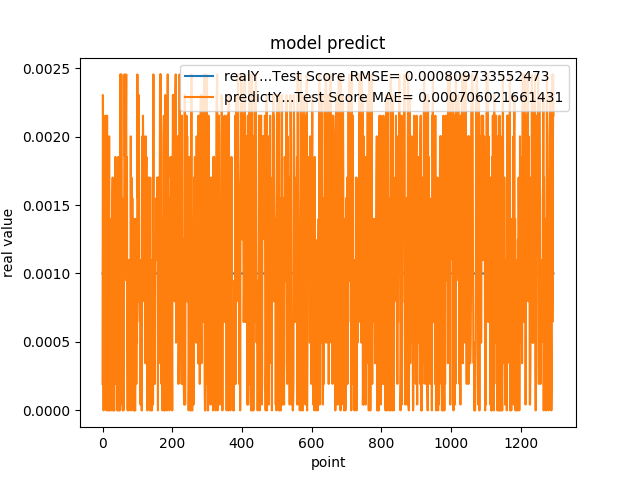 model predict
realY...Test Score RMSE= 0.000809733552473
predictY...Test Score MAE= 0.000706021661431
0.0025
0.0020
0.0015
0.0010
0.0005
0.0000
real value
0 200 400 600 800 1000 1200
point